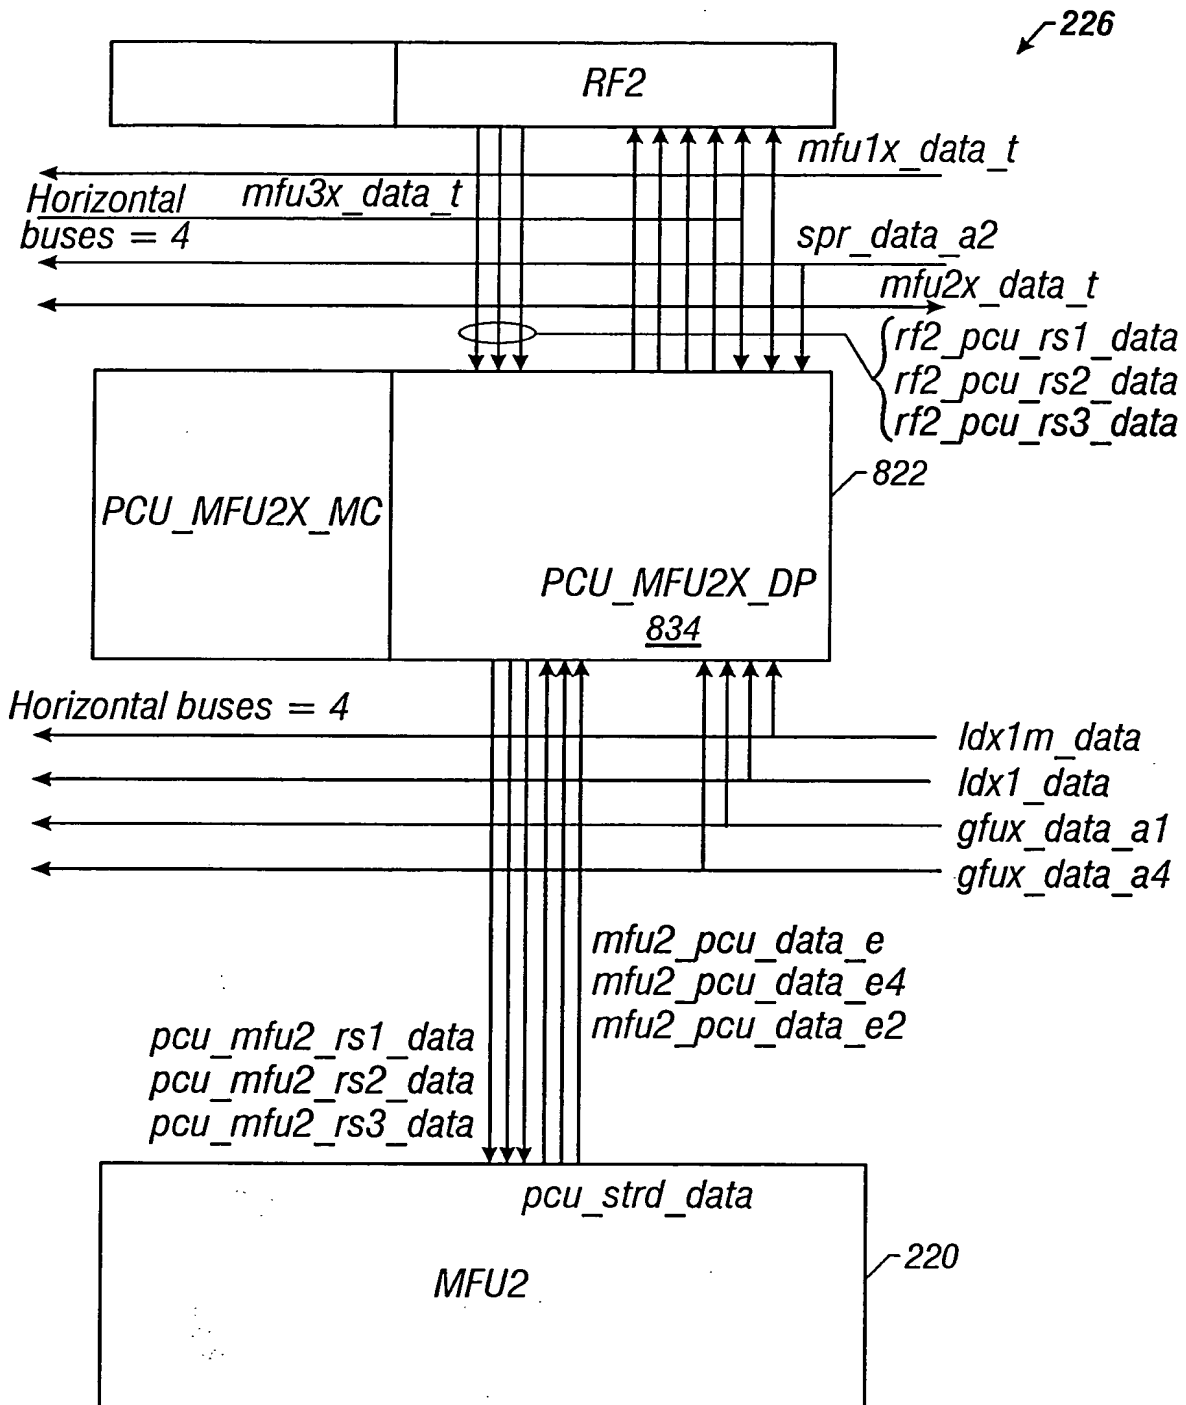 226
RF2
mfu1x_data_t
mfu3x_data_t
Horizontal
buses = 4
spr_data_a2
mfu2x_data_t
rf2_pcu_rs1_data
rf2_pcu_rs2_data
rf2_pcu_rs3_data
822
PCU_MFU2X_MC
PCU_MFU2X_DP
834
Horizontal buses = 4
ldx1m_data
ldx1_data
gfux_data_a1
gfux_data_a4
mfu2_pcu_data_e
mfu2_pcu_data_e4
mfu2_pcu_data_e2
pcu_mfu2_rs1_data
pcu_mfu2_rs2_data
pcu_mfu2_rs3_data
pcu_strd_data
220
MFU2